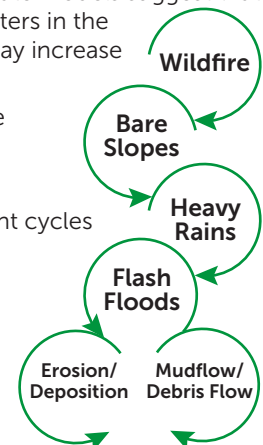 ters in the
ay increase
Wildfire
Bare
Slopes
nt cycles
Heavy
Rains
Flash
Floods
Erosion/
Deposition
Mudflow/
Debris Flow